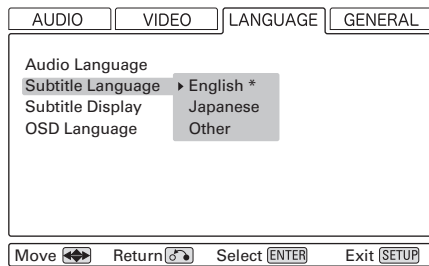 AUDIO VIDEO LANGUAGE GENERAL
Audio Language
Subtitle Language English *
Subtitle Display Japanese
OSD Language Other
Move Return Select ENTER Exit SETUP